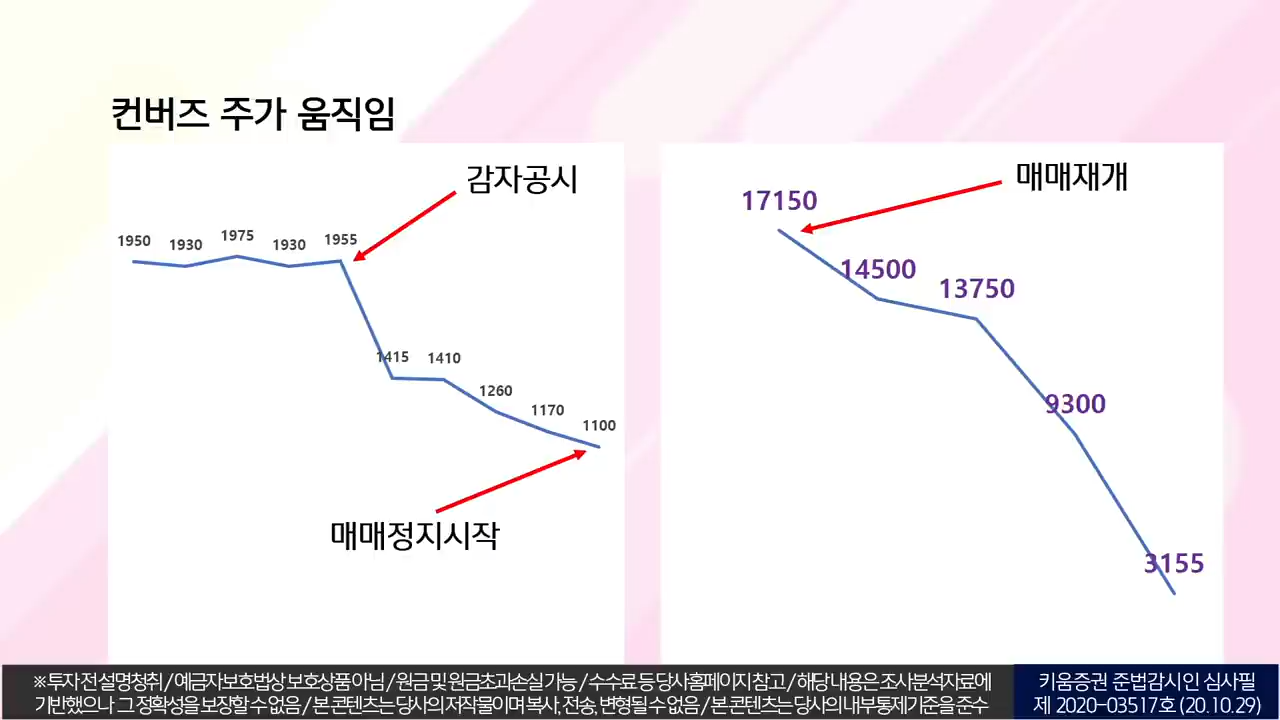 컨버즈 주가 움직임
감자공시
1950
1930
1975
1930
1955
1415
1410
1260
1170
1100
매매정지시작
매매재개
17150
14500
13750
9300
3155
※ 투자 전 설명청취 / 예금자보호법상 보호상품 아님 / 원금 및 원금초과손실 가능 / 수수료 등 당사홈페이지 참고 / 해당 내용은 조사분석자료에
기반했으나 그 정확성을 보장할 수 없음 / 본 콘텐츠는 당사의 저작물이며 복사, 전송, 변형될 수 없음 / 본 콘텐츠는 당사의 내부통제기준을 준수
키움증권 준법감시인 심사필
제 2020-03517호 (20.10.29)